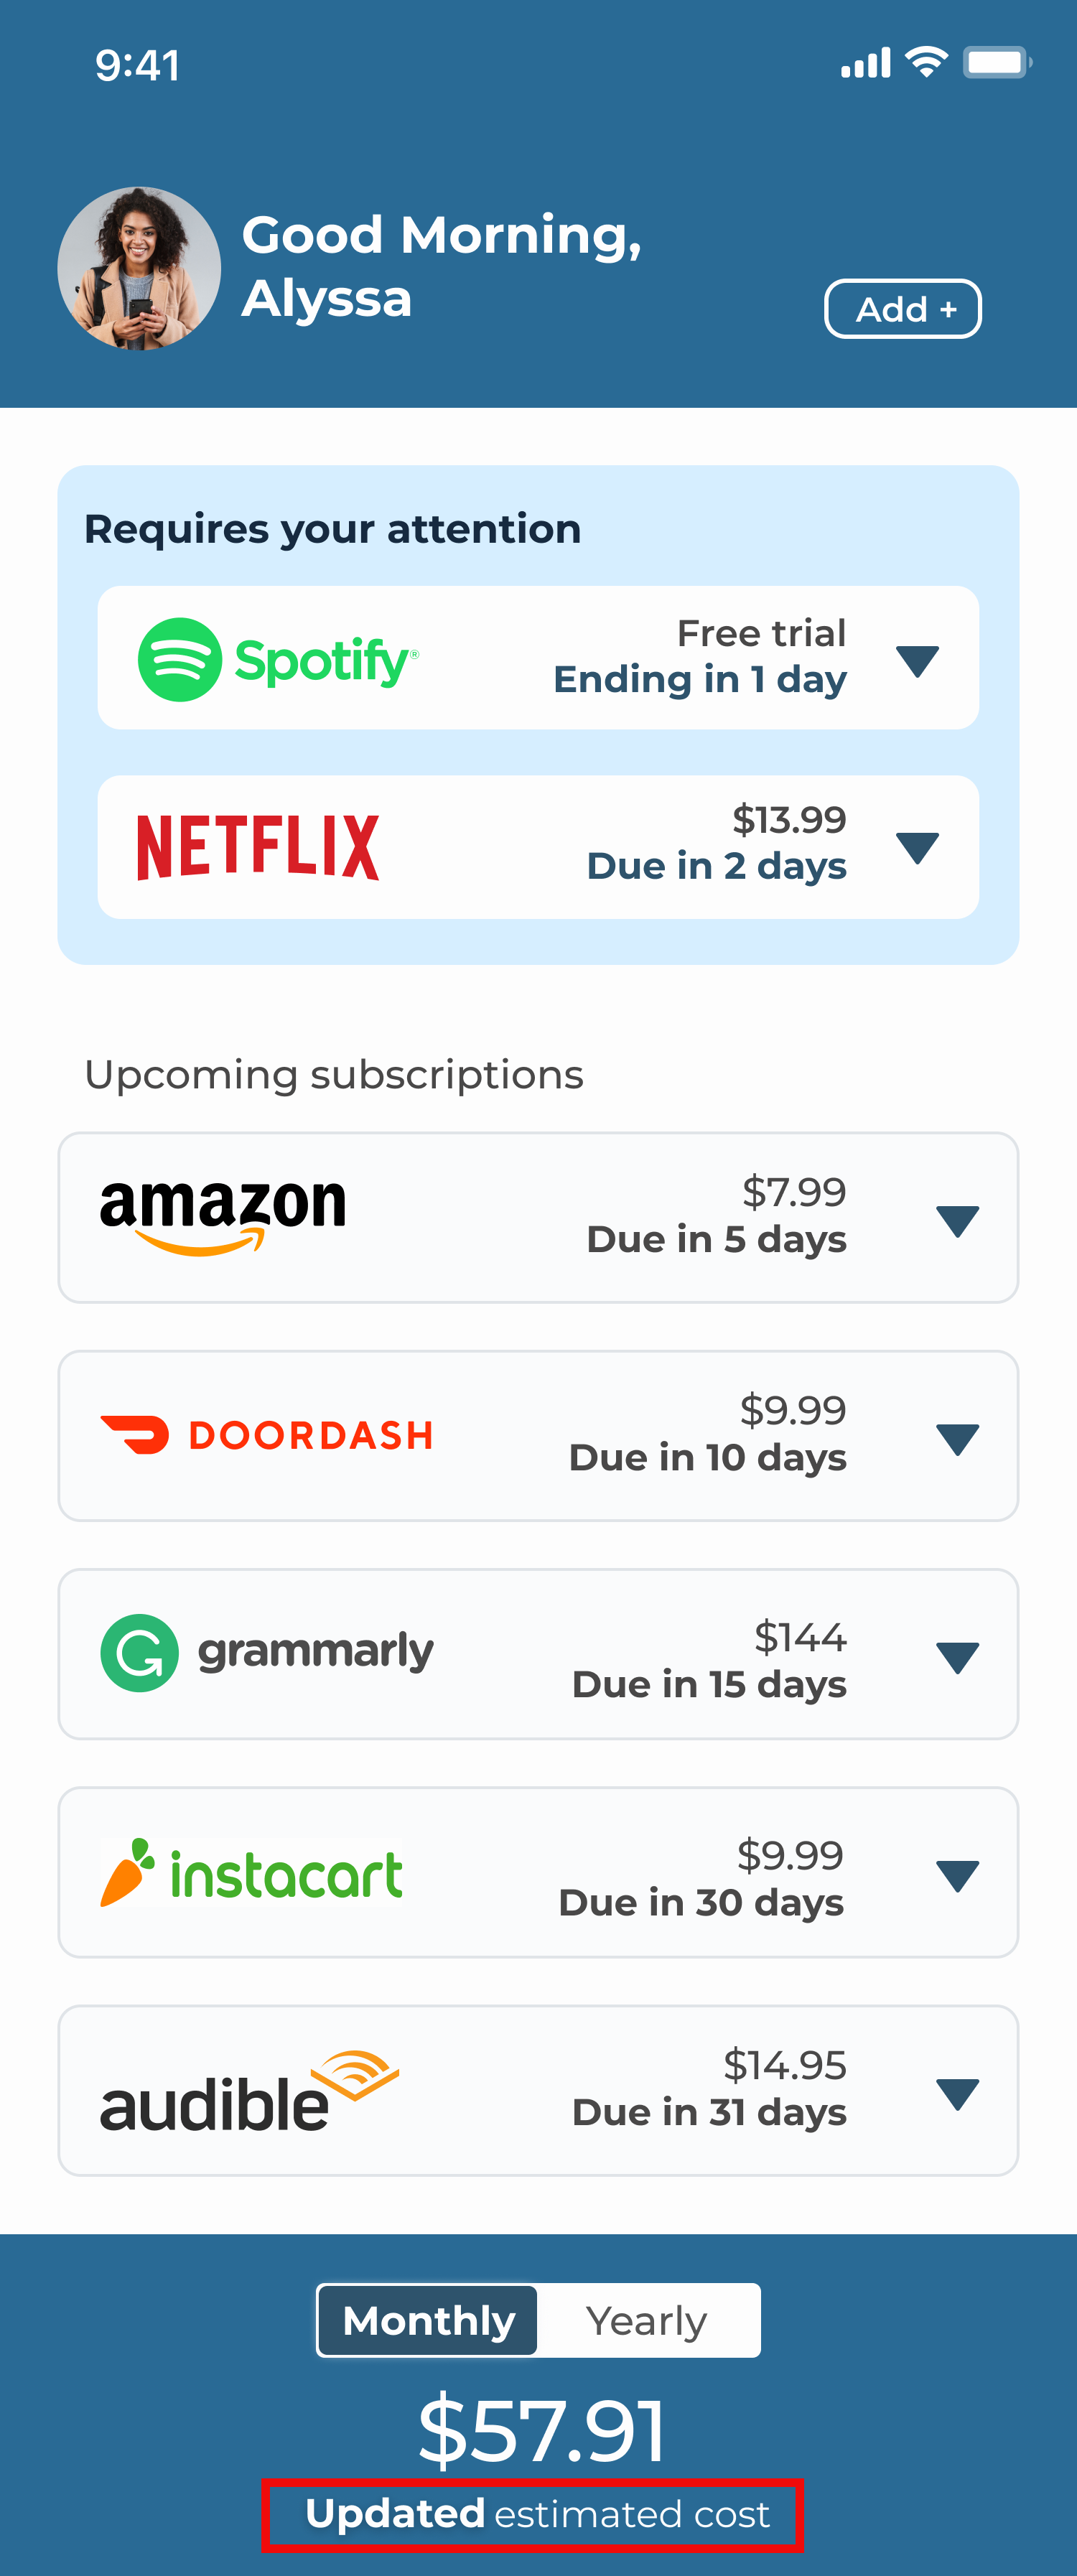 9:41
Good Morning,
Alyssa
Add +
Requires your attention
Spotify®
Free trial
Ending in 1 day
NETFLIX
$13.99
Due in 2 days
Upcoming subscriptions
amazon
$7.99
Due in 5 days
DOORDASH
$9.99
Due in 10 days
G grammarly
$144
Due in 15 days
instacart
$9.99
Due in 30 days
audible
$14.95
Due in 31 days
Monthly Yearly
$57.91
Updated estimated cost